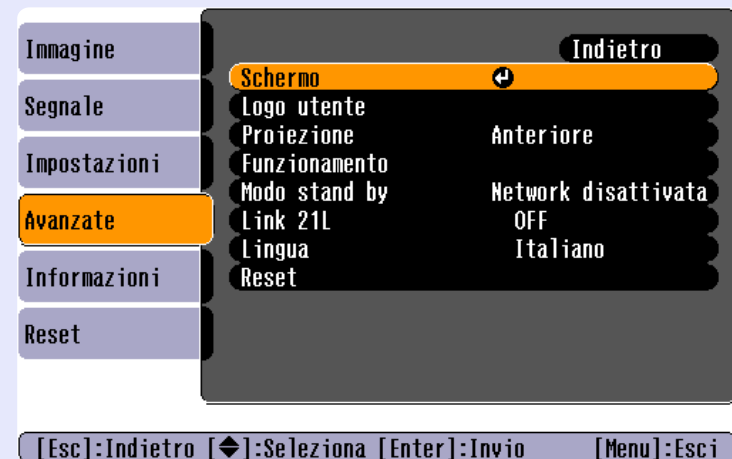 Immagine
Segnale
Impostazioni
Avanzate
Informazioni
Reset
Indietro
Schermo
Logo utente
Proiezione Anteriore
Funzionamento
Modo stand by Network disattivata
Link 21L OFF
Lingua Italiano
Reset
[Esc]:Indietro [◆]:Seleziona [Enter]:Invio [Menu]:Esci